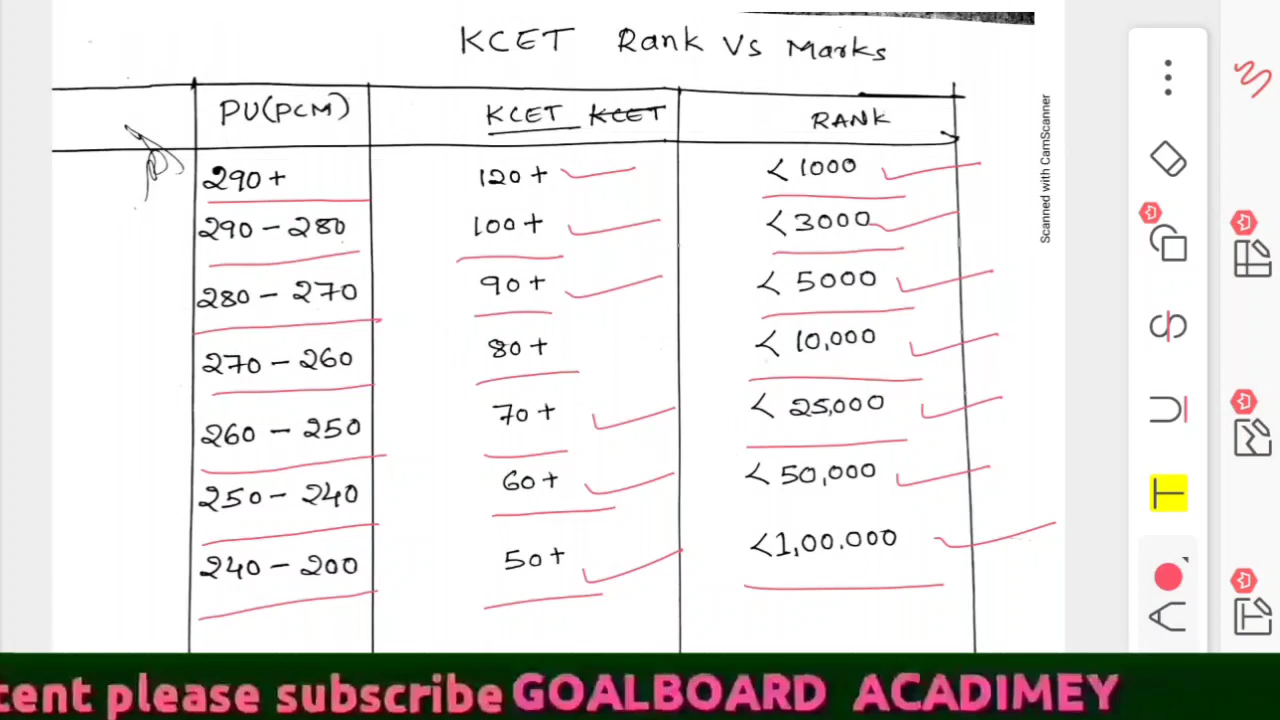 KCET Rank Vs Marks
PU(PCM) KCET KCET RANK
290+ 120+ < 1000
290 - 280 100+ < 3000
280 - 270 90+ < 5000
270 - 260 80+ < 10,000
260 - 250 70+ < 25,000
250 - 240 60+ < 50,000
240 - 200 50+ < 1,00.000
Scanned with CamScanner
cent please subscribe GOALBOARD ACADIMEY